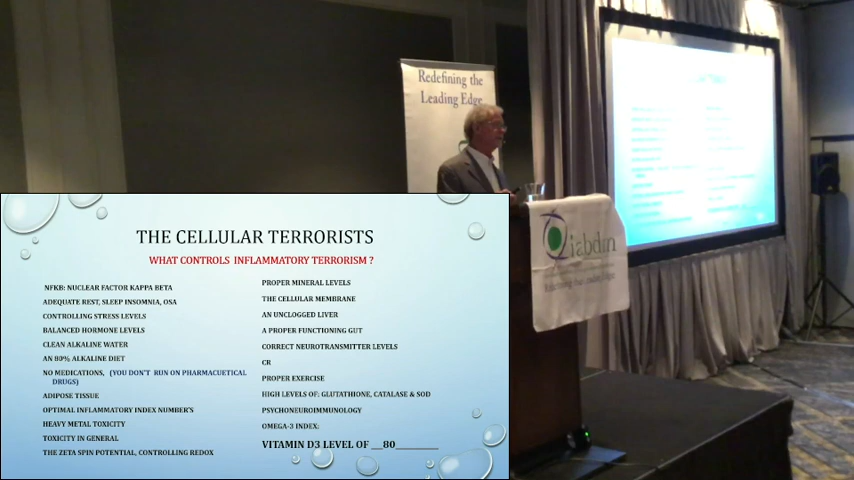 Redefining the
Leading Edge
iabdm
Redefining the Leading Edge
THE CELLULAR TERRORISTS
WHAT CONTROLS INFLAMMATORY TERRORISM ?
NFKB: NUCLEAR FACTOR KAPPA BETA
ADEQUATE REST, SLEEP INSOMNIA, OSA
CONTROLLING STRESS LEVELS
BALANCED HORMONE LEVELS
CLEAN ALKALINE WATER
AN 80% ALKALINE DIET
NO MEDICATIONS, (YOU DON'T RUN ON PHARMACUETICAL
DRUGS)
ADIPOSE TISSUE
OPTIMAL INFLAMMATORY INDEX NUMBER'S
HEAVY METAL TOXICITY
TOXICITY IN GENERAL
THE ZETA SPIN POTENTIAL, CONTROLLING REDOX
PROPER MINERAL LEVELS
THE CELLULAR MEMBRANE
AN UNCLOGGED LIVER
A PROPER FUNCTIONING GUT
CORRECT NEUROTRANSMITTER LEVELS
CR
PROPER EXERCISE
HIGH LEVELS OF: GLUTATHIONE, CATALASE & SOD
PSYCHONEUROIMMUNOLOGY
OMEGA-3 INDEX:
VITAMIN D3 LEVEL OF __80________